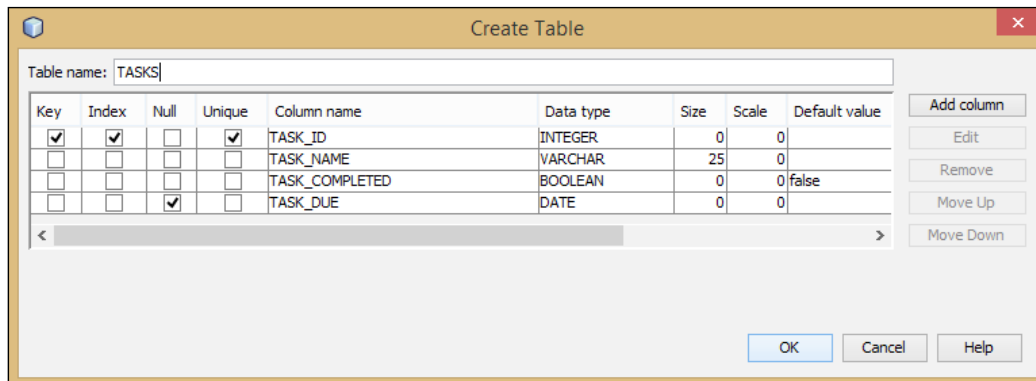 Create Table
Table name: TASKS
Key Index Null Unique Column name Data type Size Scale Default value
TASK_ID INTEGER 0 0
TASK_NAME VARCHAR 25 0
TASK_COMPLETED BOOLEAN 0 0 false
TASK_DUE DATE 0 0
Add column
Edit
Remove
Move Up
Move Down
OK Cancel Help